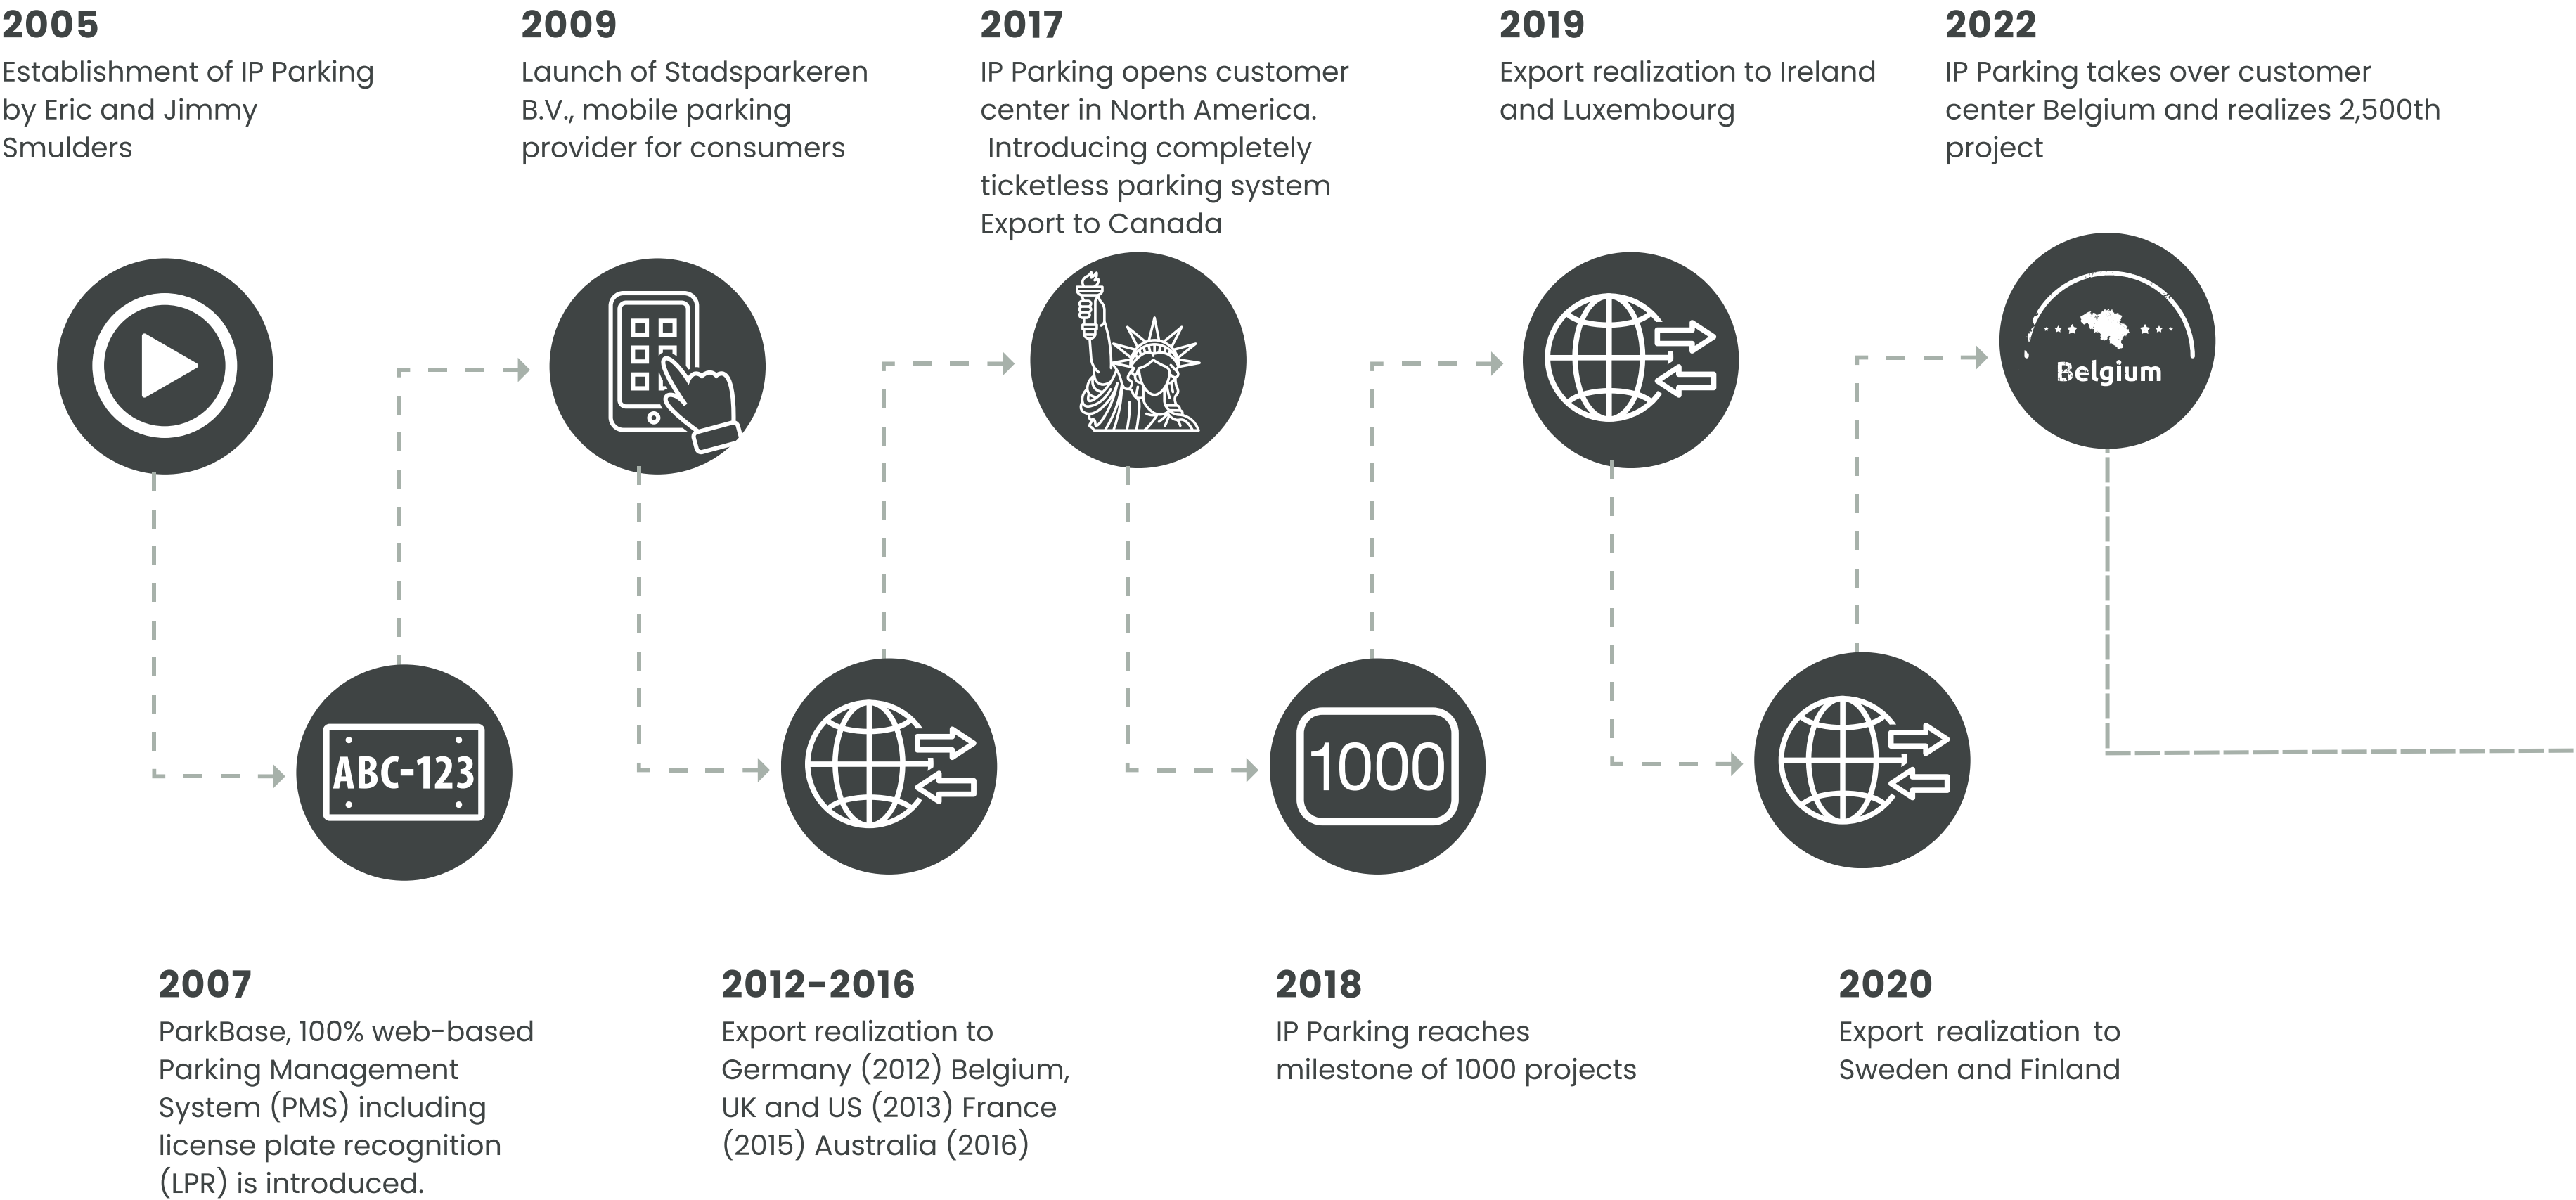 2005
Establishment of IP Parking
by Eric and Jimmy
Smulders
2009
Launch of Stadsparkeren
B.V., mobile parking
provider for consumers
2017
IP Parking opens customer
center in North America.
Introducing completely
ticketless parking system
Export to Canada
2019
Export realization to Ireland
and Luxembourg
2022
IP Parking takes over customer
center Belgium and realizes 2,500th
project
Belgium
ABC-123
1000
2007
ParkBase, 100% web-based
Parking Management
System (PMS) including
license plate recognition
(LPR) is introduced.
2012-2016
Export realization to
Germany (2012) Belgium,
UK and US (2013) France
(2015) Australia (2016)
2018
IP Parking reaches
milestone of 1000 projects
2020
Export realization to
Sweden and Finland